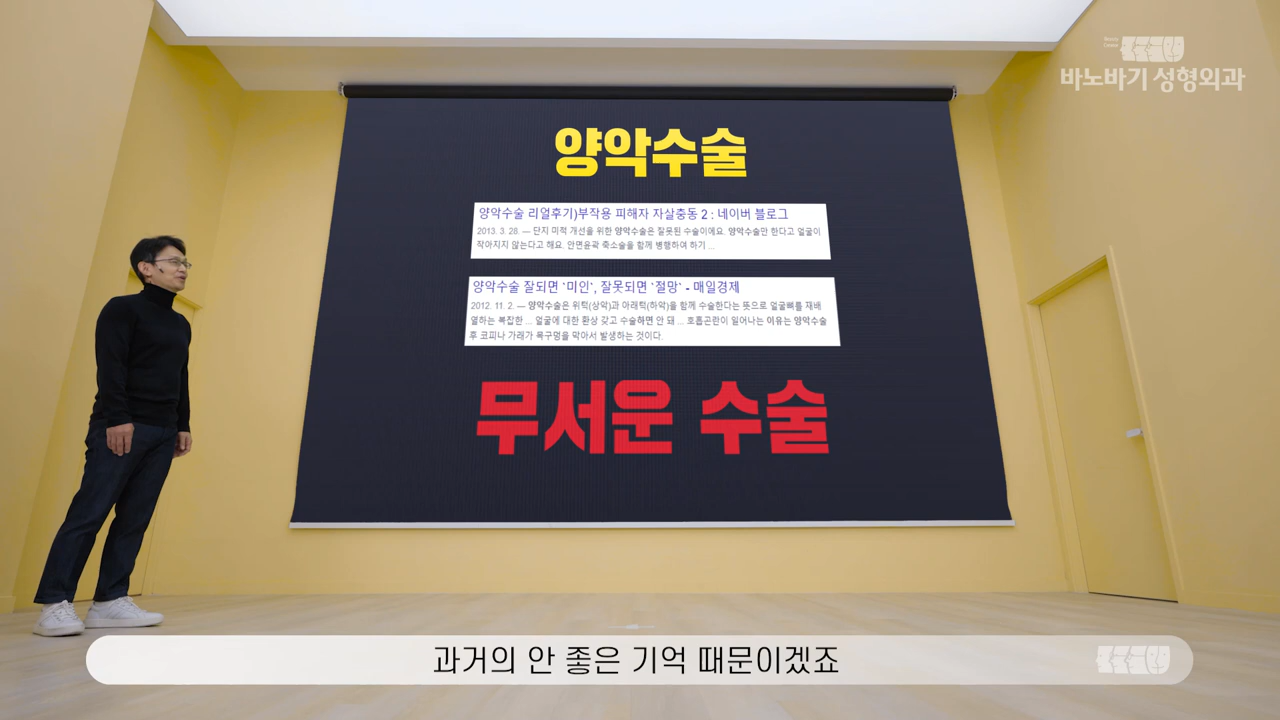 바노바기 성형외과
양악수술
양악수술 리얼후기)부작용 피해자 자살충동 2 : 네이버 블로그
2013. 3. 28. — 단지 미적 개선을 위한 양악수술은 잘못된 수술이에요. 양악수술만 한다고 얼굴이
작아지지 않는다고 해요. 안면윤곽 축소술을 함께 병행하여 하기 ...
양악수술 잘되면 `미인`, 잘못되면 `절망` - 매일경제
2012. 11. 2. — 양악수술은 위턱(상악)과 아래턱(하악)을 함께 수술한다는 뜻으로 얼굴뼈를 재배
열하는 복잡한 ... 얼굴에 대한 환상 갖고 수술하면 안 돼 ... 호흡곤란이 일어나는 이유는 양악수술
후 코피나 가래가 목구멍을 막아서 발생하는 것이다.
무서운 수술
과거의 안 좋은 기억 때문이겠죠